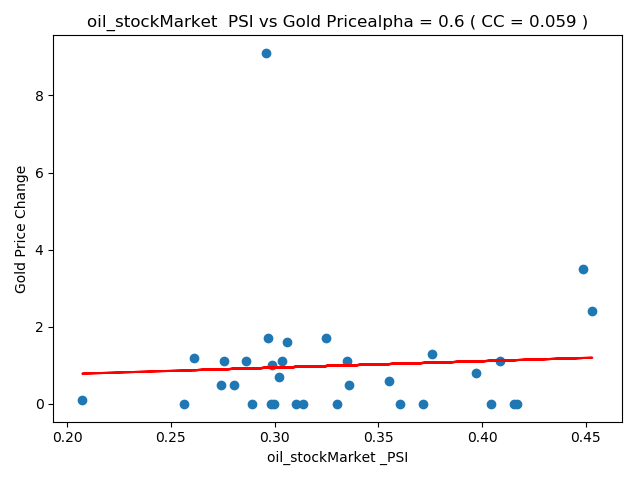 oil_stockMarket  PSI vs Gold Pricealpha = 0.6 ( CC = 0.059 )
Gold Price Change
8
6
4
2
0
0.20 0.25 0.30 0.35 0.40 0.45
oil_stockMarket _PSI